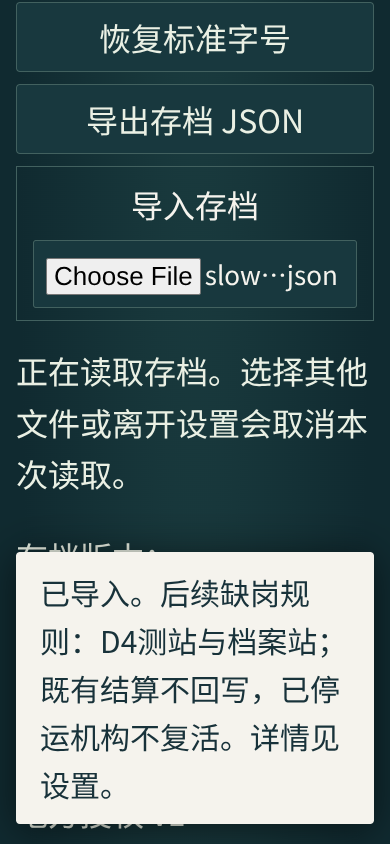 恢复标准字号
导出存档 JSON
导入存档
Choose File slow…json
正在读取存档。选择其他
文件或离开设置会取消本
次读取。
已导入。后续缺岗规
则：D4测站与档案站；
既有结算不回写，已停
运机构不复活。详情见
设置。